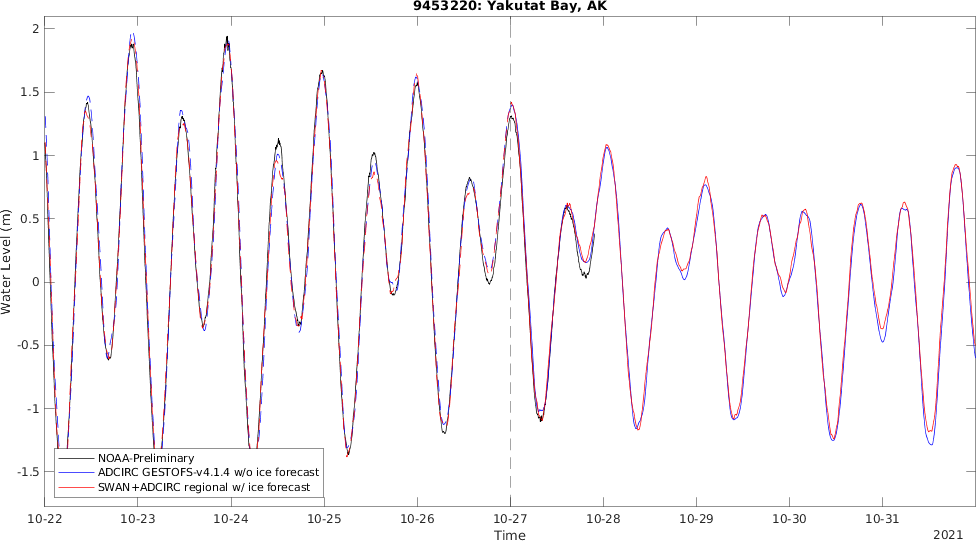 9453220: Yakutat Bay, AK
2
1.5
1
0.5
0
-0.5
-1
-1.5
Water Level (m)
NOAA-Preliminary
ADCIRC GESTOFS-v4.1.4 w/o ice forecast
SWAN+ADCIRC regional w/ ice forecast
10-22 10-23 10-24 10-25 10-26 10-27 10-28 10-29 10-30 10-31
Time
2021